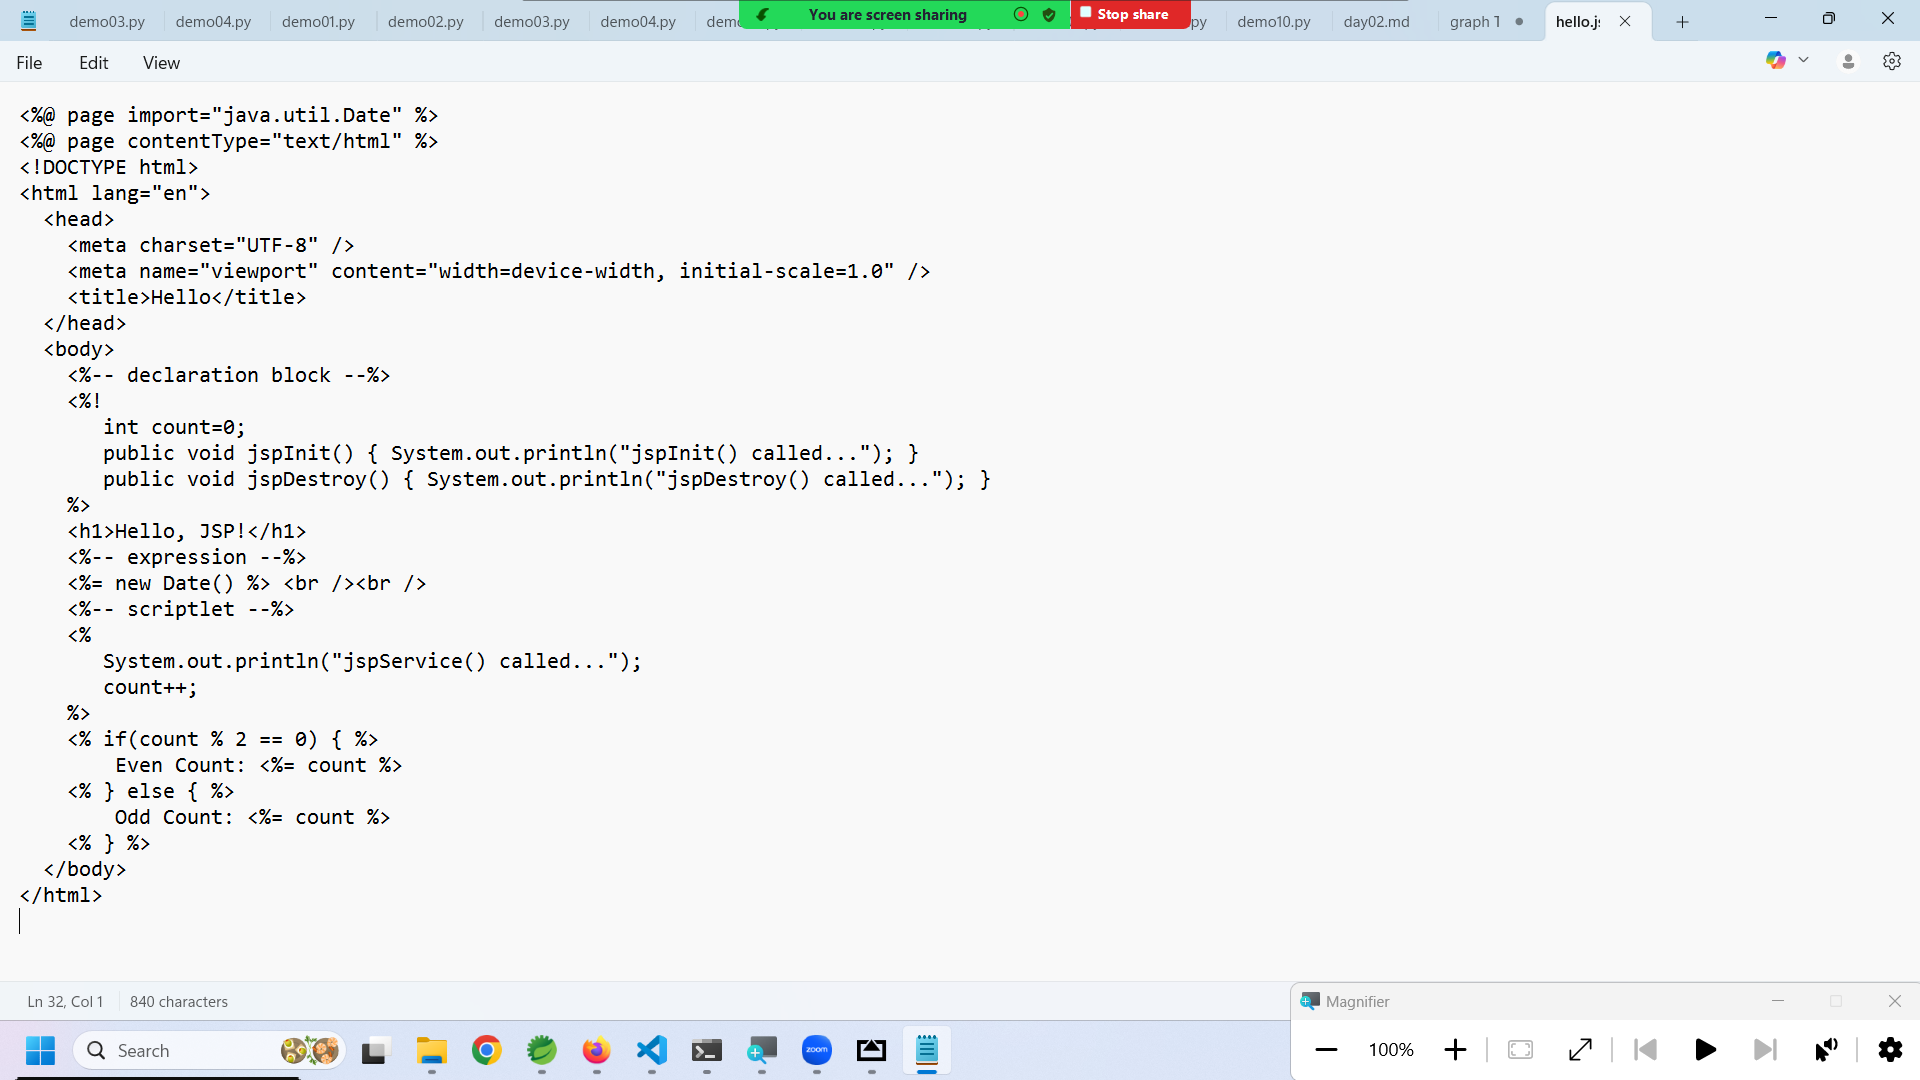 demo03.py demo04.py demo01.py demo02.py demo03.py demo04.py You are screen sharing Stop share demo10.py day02.md graph 1 hello.js
File Edit View
<%@ page import="java.util.Date" %>
<%@ page contentType="text/html" %>
<!DOCTYPE html>
<html lang="en">
<head>
<meta charset="UTF-8" />
<meta name="viewport" content="width=device-width, initial-scale=1.0" />
<title>Hello</title>
</head>
<body>
<%-- declaration block --%>
<%!
int count=0;
public void jspInit() { System.out.println("jspInit() called..."); }
public void jspDestroy() { System.out.println("jspDestroy() called..."); }
%>
<h1>Hello, JSP!</h1>
<%-- expression --%>
<%= new Date() %> <br /><br />
<%-- scriptlet --%>
<%
System.out.println("jspService() called...");
count++;
%>
<% if(count % 2 == 0) { %>
Even Count: <%= count %>
<% } else { %>
Odd Count: <%= count %>
<% } %>
</body>
</html>
Ln 32, Col 1 840 characters
Magnifier
Search
zoom
100%